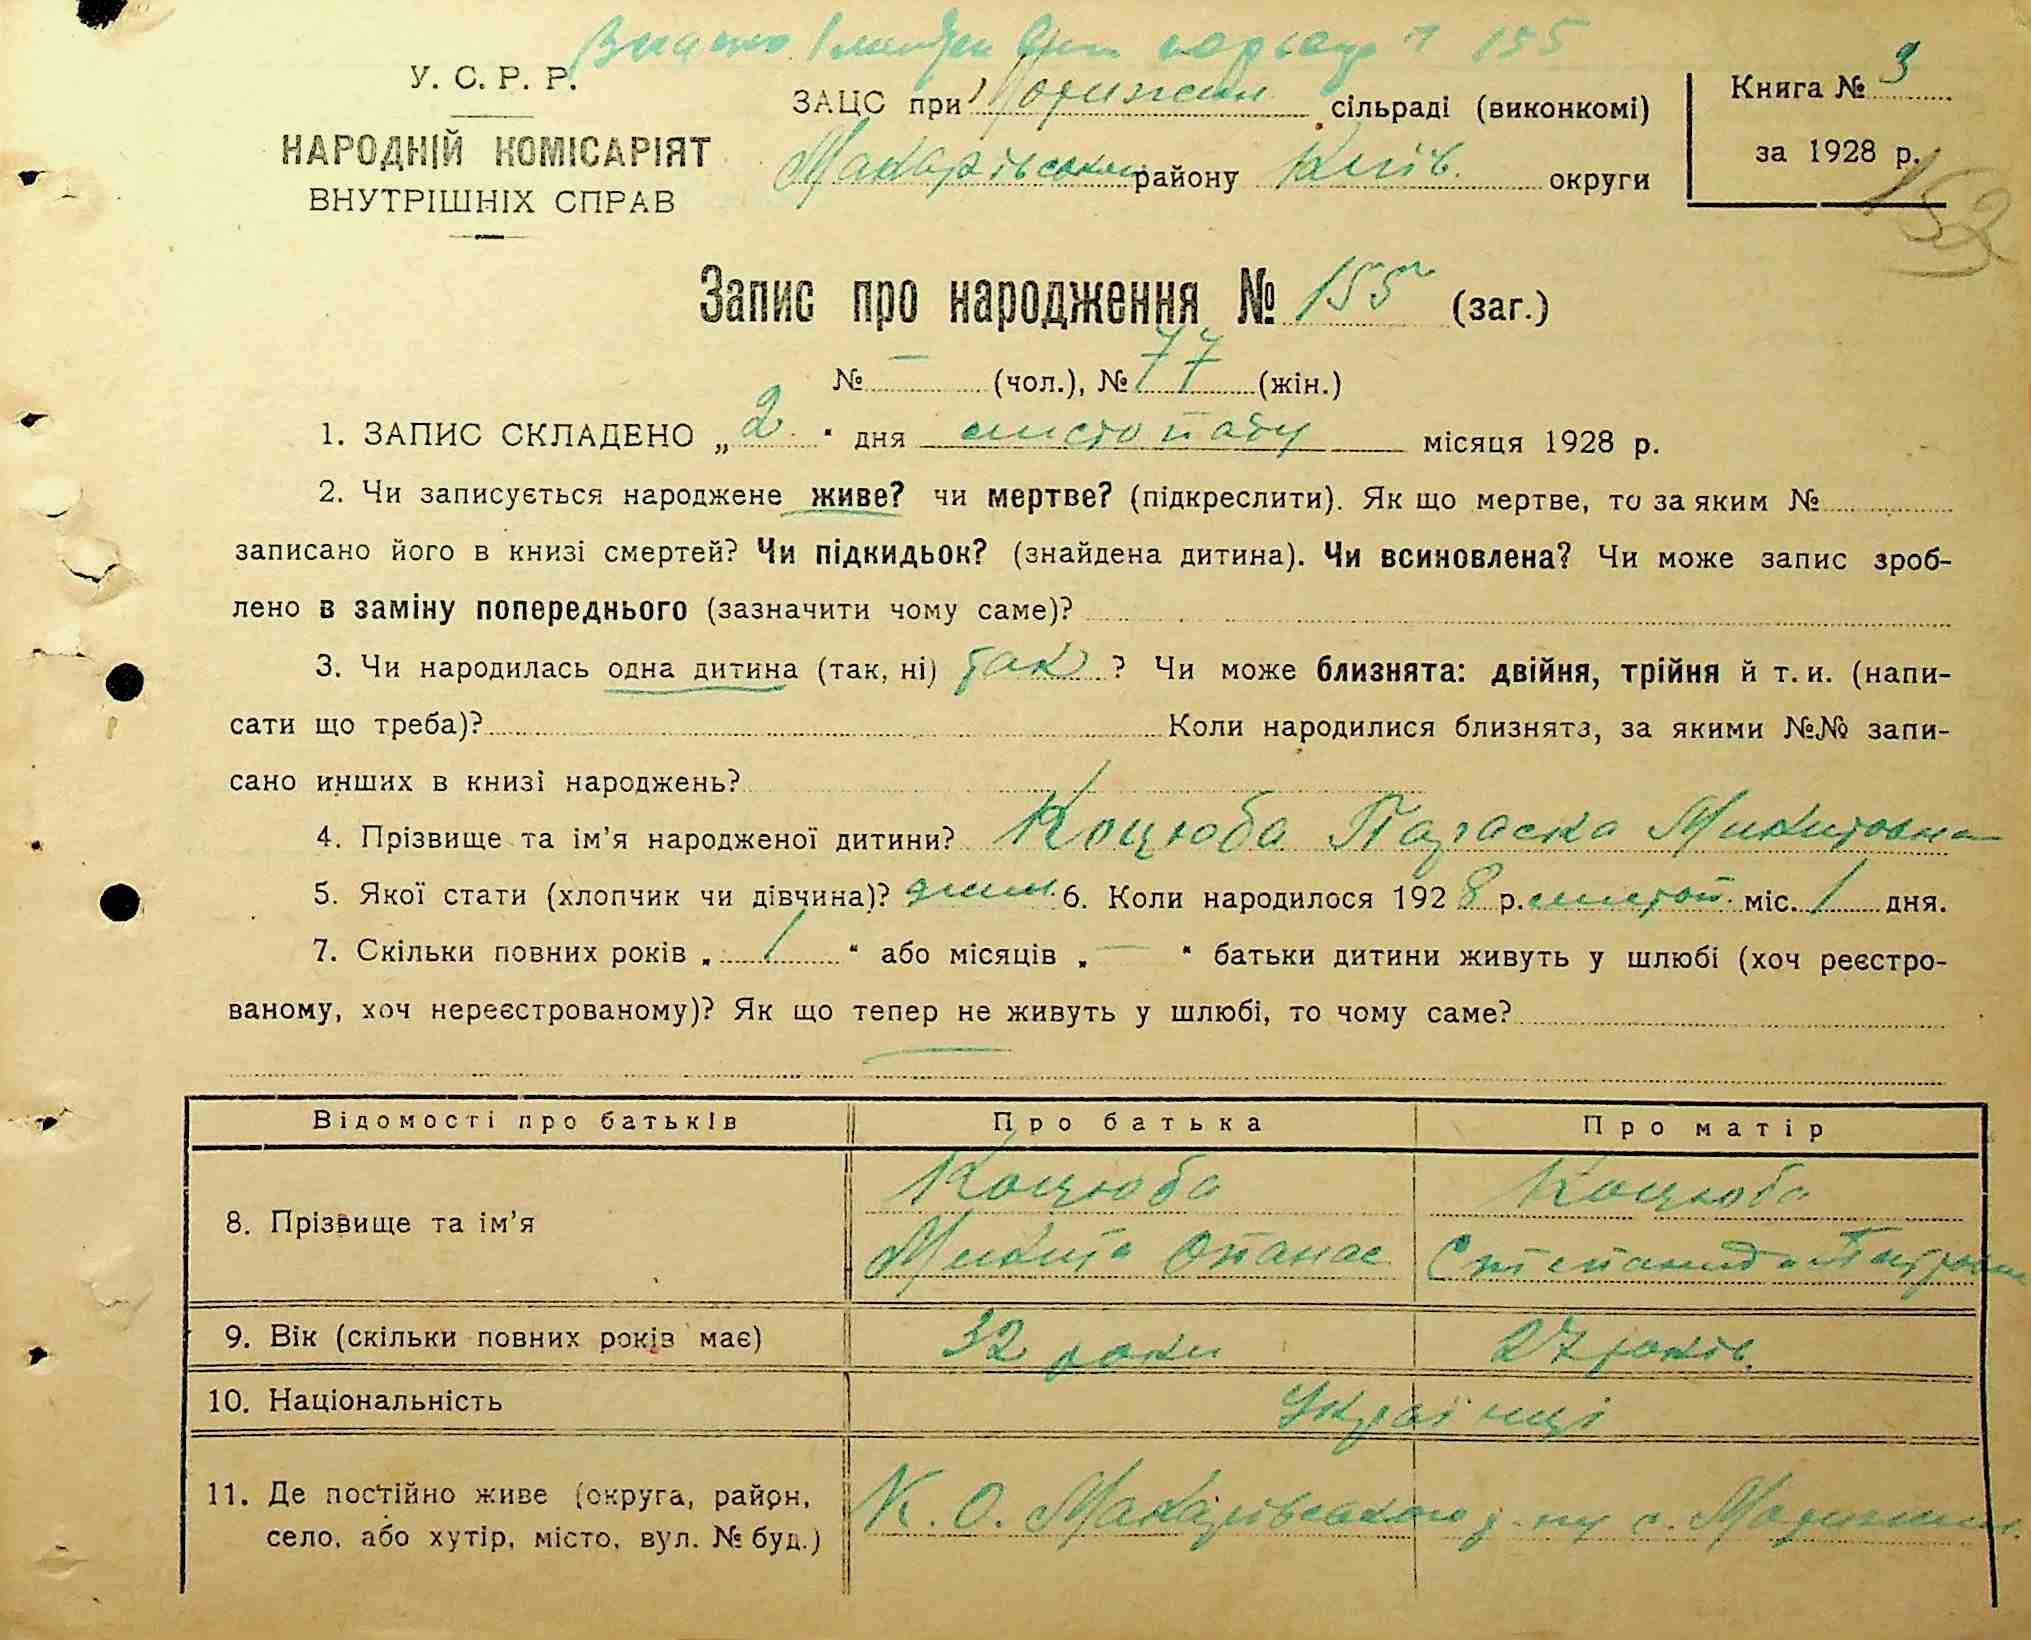 155
У. С. Р. Р.
НАРОДНІЙ КОМІСАРІЯТ
ВНУТРІШНІХ СПРАВ
ЗАЦС при Мотижин. сільраді (виконкомі)
Макарівського району Київ. округи
Книга № 3
за 1928 р.
153
Запис про народження № 155 (заг.)
№ — (чол.), № 77 (жін.)
1. ЗАПИС СКЛАДЕНО „ 2 “ дня листопаду місяця 1928 р.
2. Чи записується народжене живе? чи мертве? (підкреслити). Як що мертве, то за яким №
записано його в книзі смертей? Чи підкидьок? (знайдена дитина). Чи всиновлена? Чи може запис зроб-
лено в заміну попереднього (зазначити чому саме)?
3. Чи народилась одна дитина (так, ні) так ? Чи може близнята: двійня, трійня й т. и. (напи-
сати що треба)? Коли народилися близнята, за якими №№ запи-
сано инших в книзі народжень?
4. Прізвище та ім'я народженої дитини? Коцюба Параска Микитовна
5. Якої стати (хлопчик чи дівчина)? 6. Коли народилося 1928 р. листоп. міс. 1 дня.
7. Скільки повних років „ 1 “ або місяців „ — “ батьки дитини живуть у шлюбі (хоч реєстро-
ваному, хоч нереєстрованому)? Як що тепер не живуть у шлюбі, то чому саме?
—
Відомості про батьків Про батька Про матір
8. Прізвище та ім'я Коцюба Микита Опанас Коцюба Степанида
9. Вік (скільки повних років має) 32 роки 27 років.
10. Національність Українці
11. Де постійно живе (округа, район,
село, або хутір, місто, вул. № буд.)
К. О. Макарівського р-ну с. Мотижин